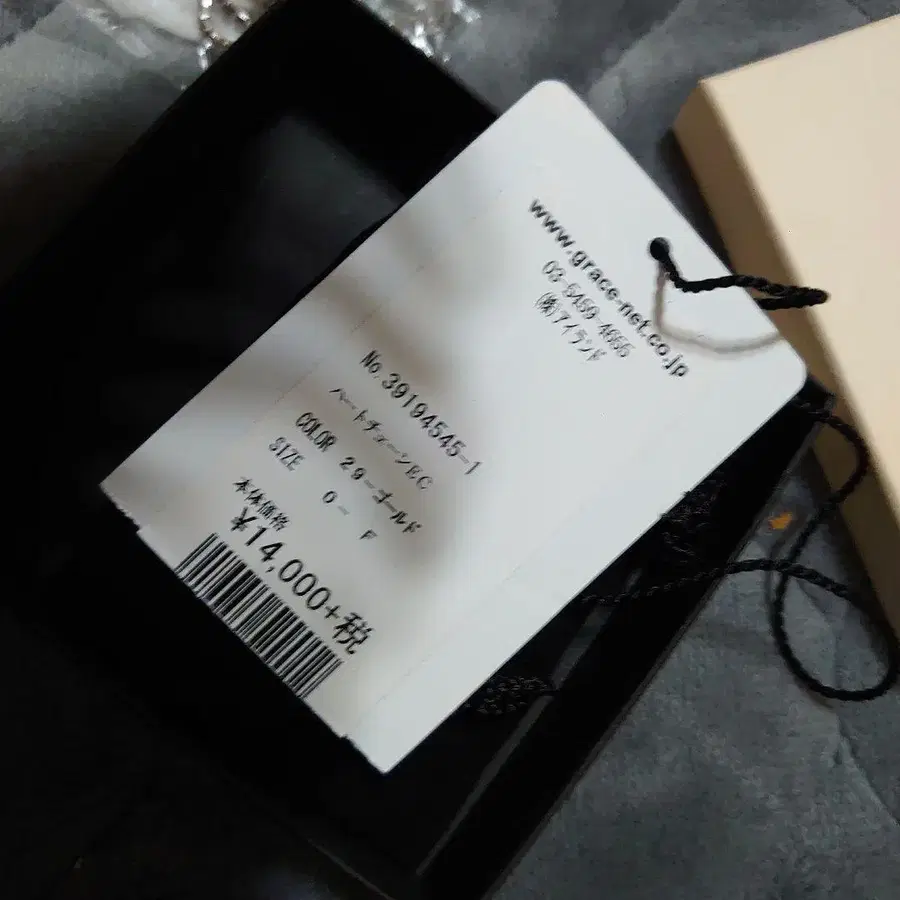 www.grace-net.co.jp
03-5459-4655
㈱アイランド
No.39194545-1
ハートチェーンEC
COLOR 29-ゴールド
SIZE 0- F
本体価格
¥14,000+税